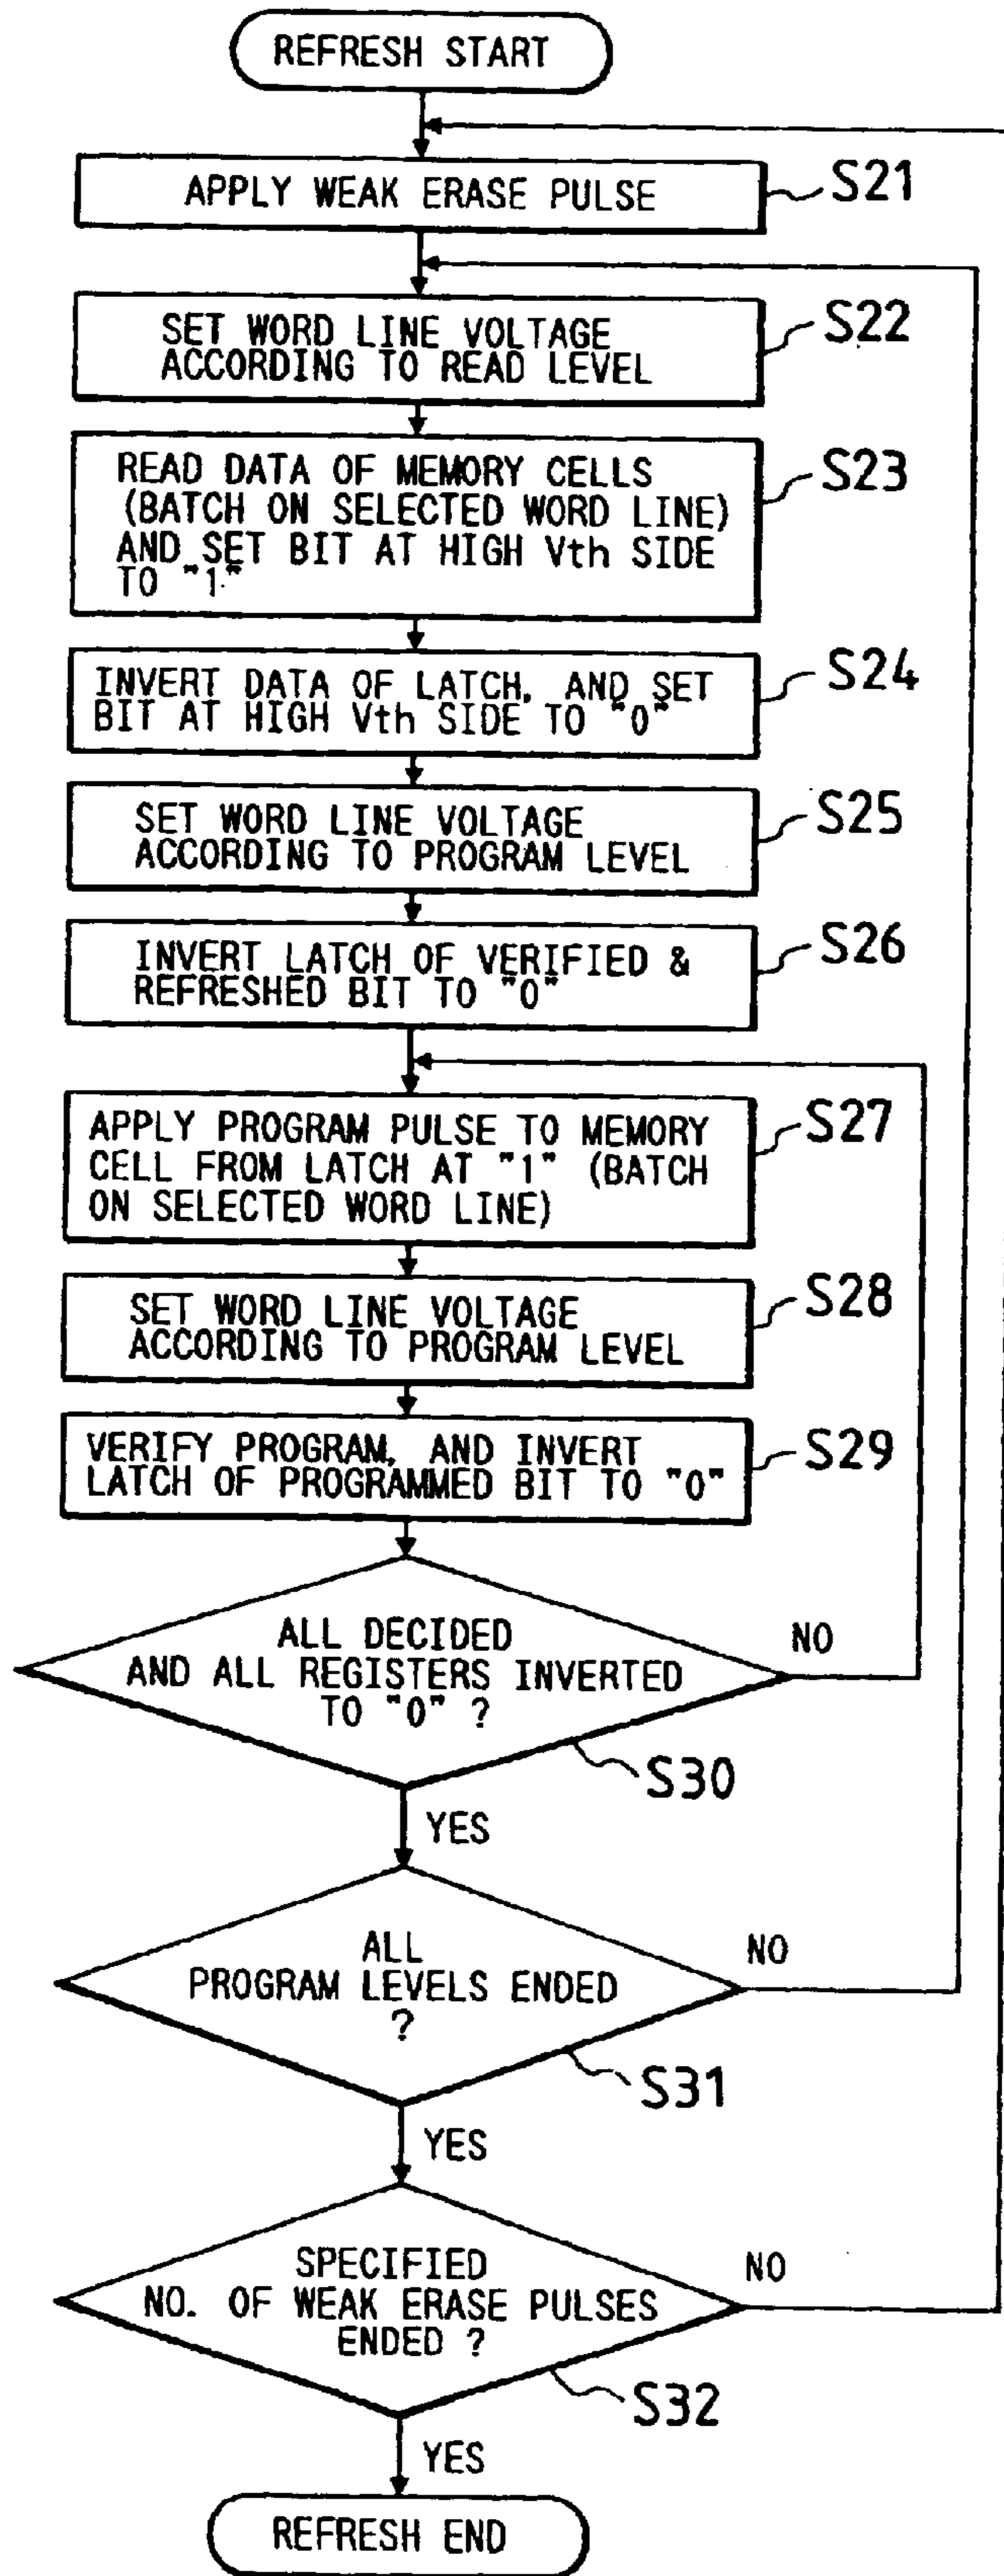 REFRESH START
APPLY WEAK ERASE PULSE
S21
SET WORD LINE VOLTAGE
ACCORDING TO READ LEVEL
S22
READ DATA OF MEMORY CELLS
(BATCH ON SELECTED WORD LINE)
AND SET BIT AT HIGH Vth SIDE
TO "1"
S23
INVERT DATA OF LATCH, AND SET
BIT AT HIGH Vth SIDE TO "0"
S24
SET WORD LINE VOLTAGE
ACCORDING TO PROGRAM LEVEL
S25
INVERT LATCH OF VERIFIED &
REFRESHED BIT TO "0"
S26
APPLY PROGRAM PULSE TO MEMORY
CELL FROM LATCH AT "1" (BATCH
ON SELECTED WORD LINE)
S27
SET WORD LINE VOLTAGE
ACCORDING TO PROGRAM LEVEL
S28
VERIFY PROGRAM, AND INVERT
LATCH OF PROGRAMMED BIT TO "0"
S29
ALL DECIDED
AND ALL REGISTERS INVERTED
TO "0" ?
NO
S30
YES
ALL
PROGRAM LEVELS ENDED
?
NO
S31
YES
SPECIFIED
NO. OF WEAK ERASE PULSES
ENDED ?
NO
S32
YES
REFRESH END